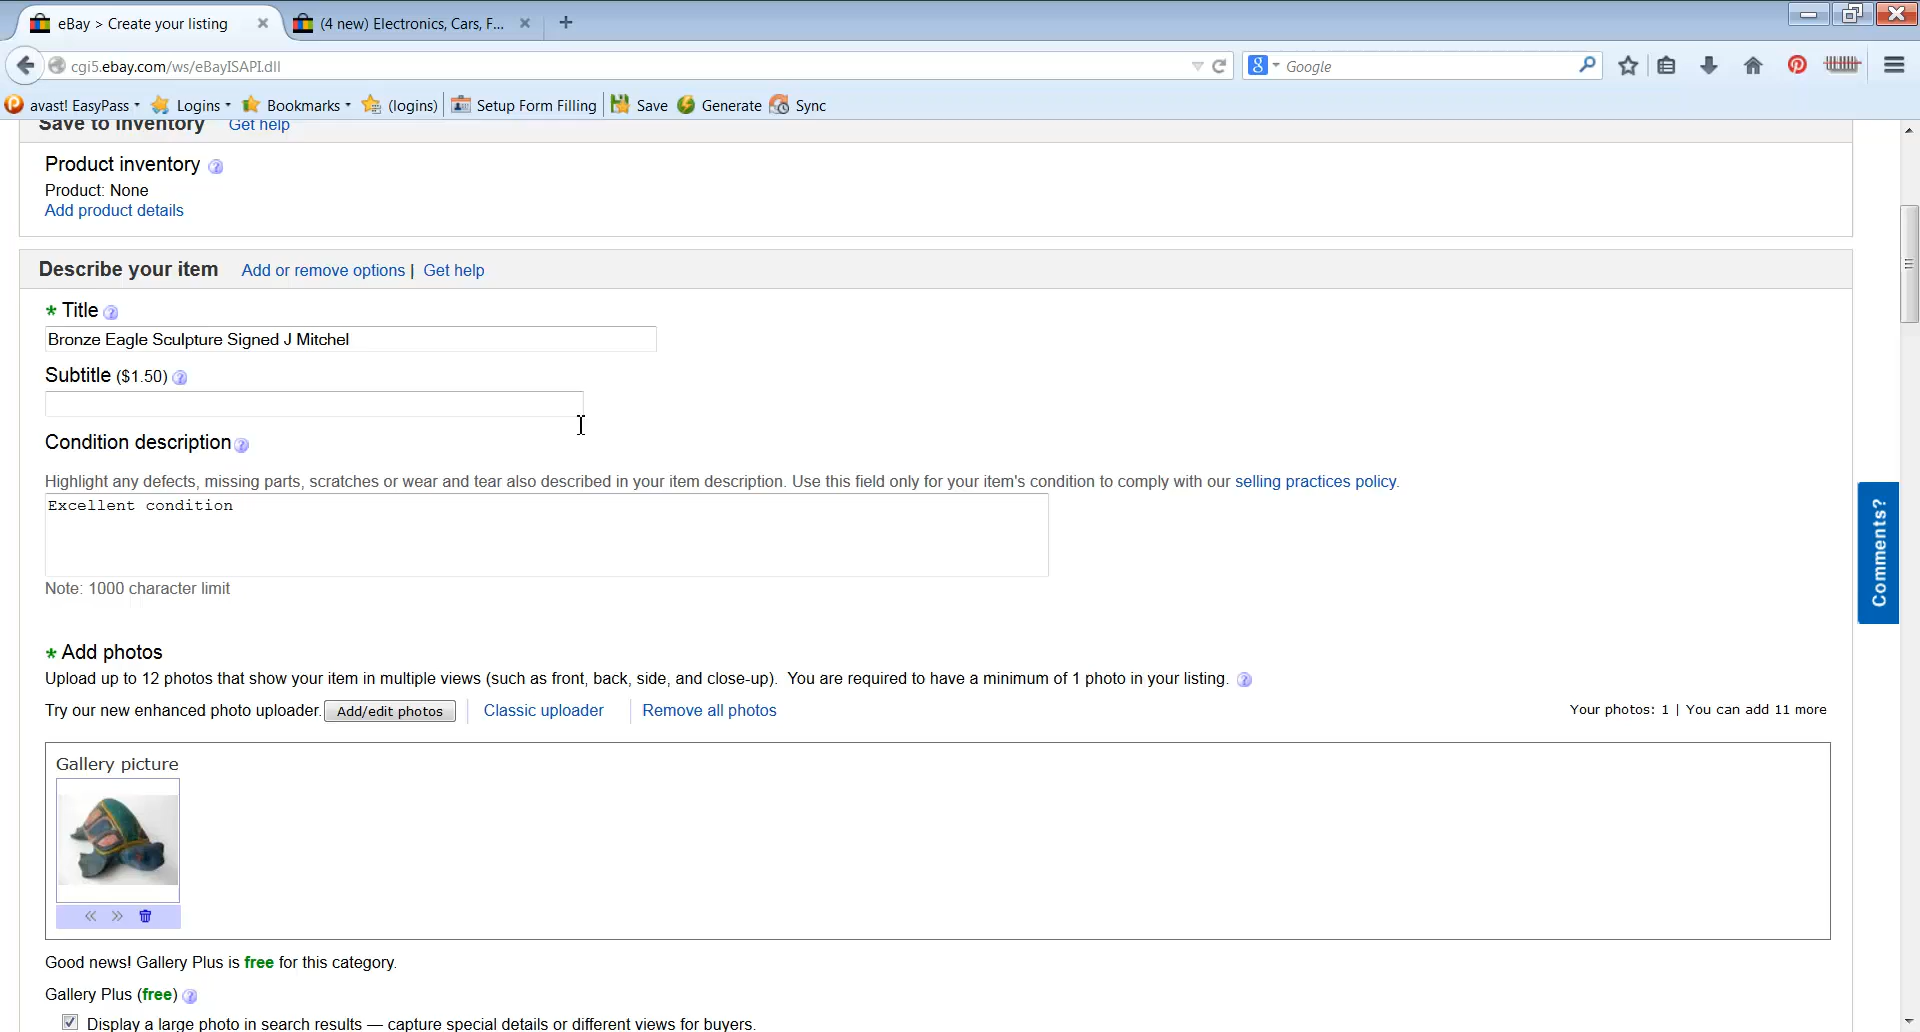 eBay > Create your listing
(4 new) Electronics, Cars, F...
cgi5.ebay.com/ws/eBayISAPI.dll
Google
avast! EasyPass
Logins
Bookmarks
(logins)
Setup Form Filling
Save
Generate
Sync
Save to inventory Get help
Product inventory
Product: None
Add product details
Describe your item Add or remove options | Get help
* Title
Bronze Eagle Sculpture Signed J Mitchel
Subtitle ($1.50)
Condition description
Highlight any defects, missing parts, scratches or wear and tear also described in your item description. Use this field only for your item's condition to comply with our selling practices policy.
Excellent condition
Note: 1000 character limit
Comments?
* Add photos
Upload up to 12 photos that show your item in multiple views (such as front, back, side, and close-up). You are required to have a minimum of 1 photo in your listing.
Try our new enhanced photo uploader. Add/edit photos Classic uploader Remove all photos
Your photos: 1 | You can add 11 more
Gallery picture
Good news! Gallery Plus is free for this category.
Gallery Plus (free)
Display a large photo in search results — capture special details or different views for buyers.